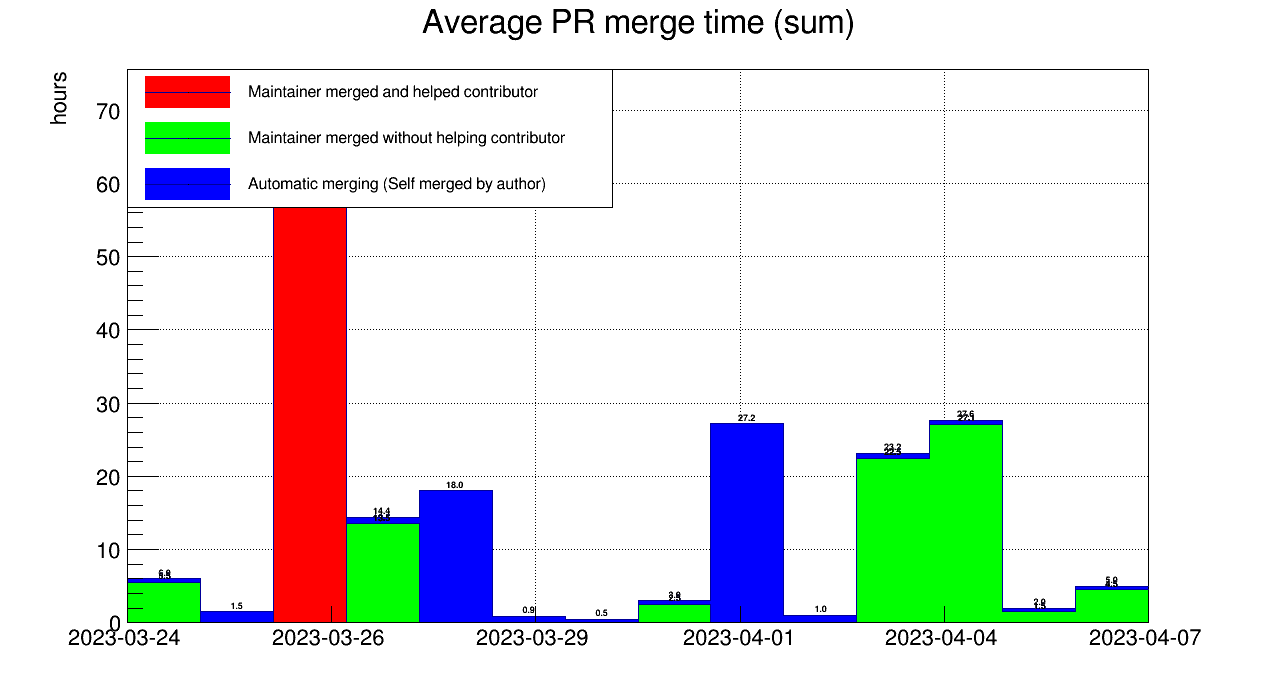 Average PR merge time (sum)
hours
Maintainer merged and helped contributor
Maintainer merged without helping contributor
Automatic merging (Self merged by author)
70
60
50
40
30
20
10
0
27.6
27.2
23.2
18.0
14.4
1.5
0.9
0.5
1.0
2023-03-24 2023-03-26 2023-03-29 2023-04-01 2023-04-04 2023-04-07